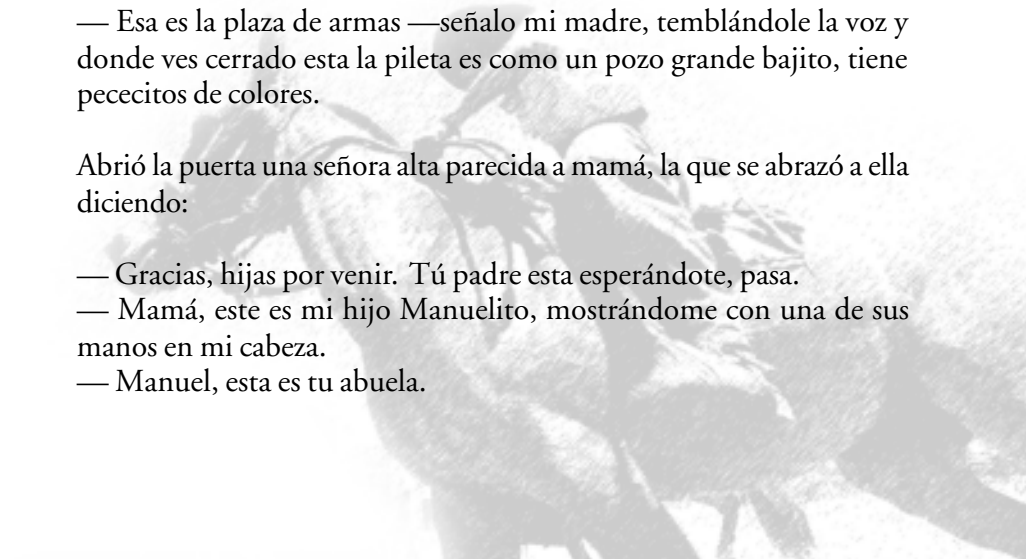 — Esa es la plaza de armas —señalo mi madre, temblándole la voz y
donde ves cerrado esta la pileta es como un pozo grande bajito, tiene
pececitos de colores.
Abrió la puerta una señora alta parecida a mamá, la que se abrazó a ella
diciendo:
— Gracias, hijas por venir. Tú padre esta esperándote, pasa.
— Mamá, este es mi hijo Manuelito, mostrándome con una de sus
manos en mi cabeza.
— Manuel, esta es tu abuela.